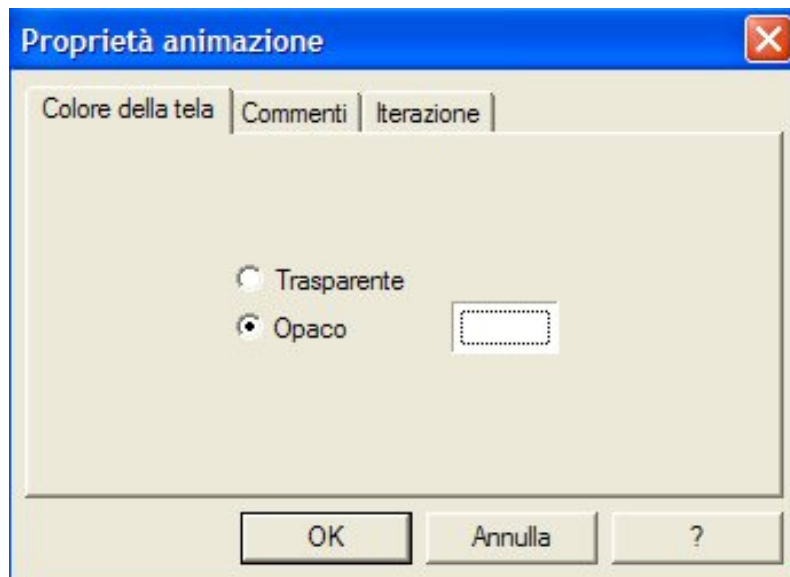 Proprietà animazione
Colore della tela Commenti Iterazione
Trasparente
Opaco
OK Annulla ?